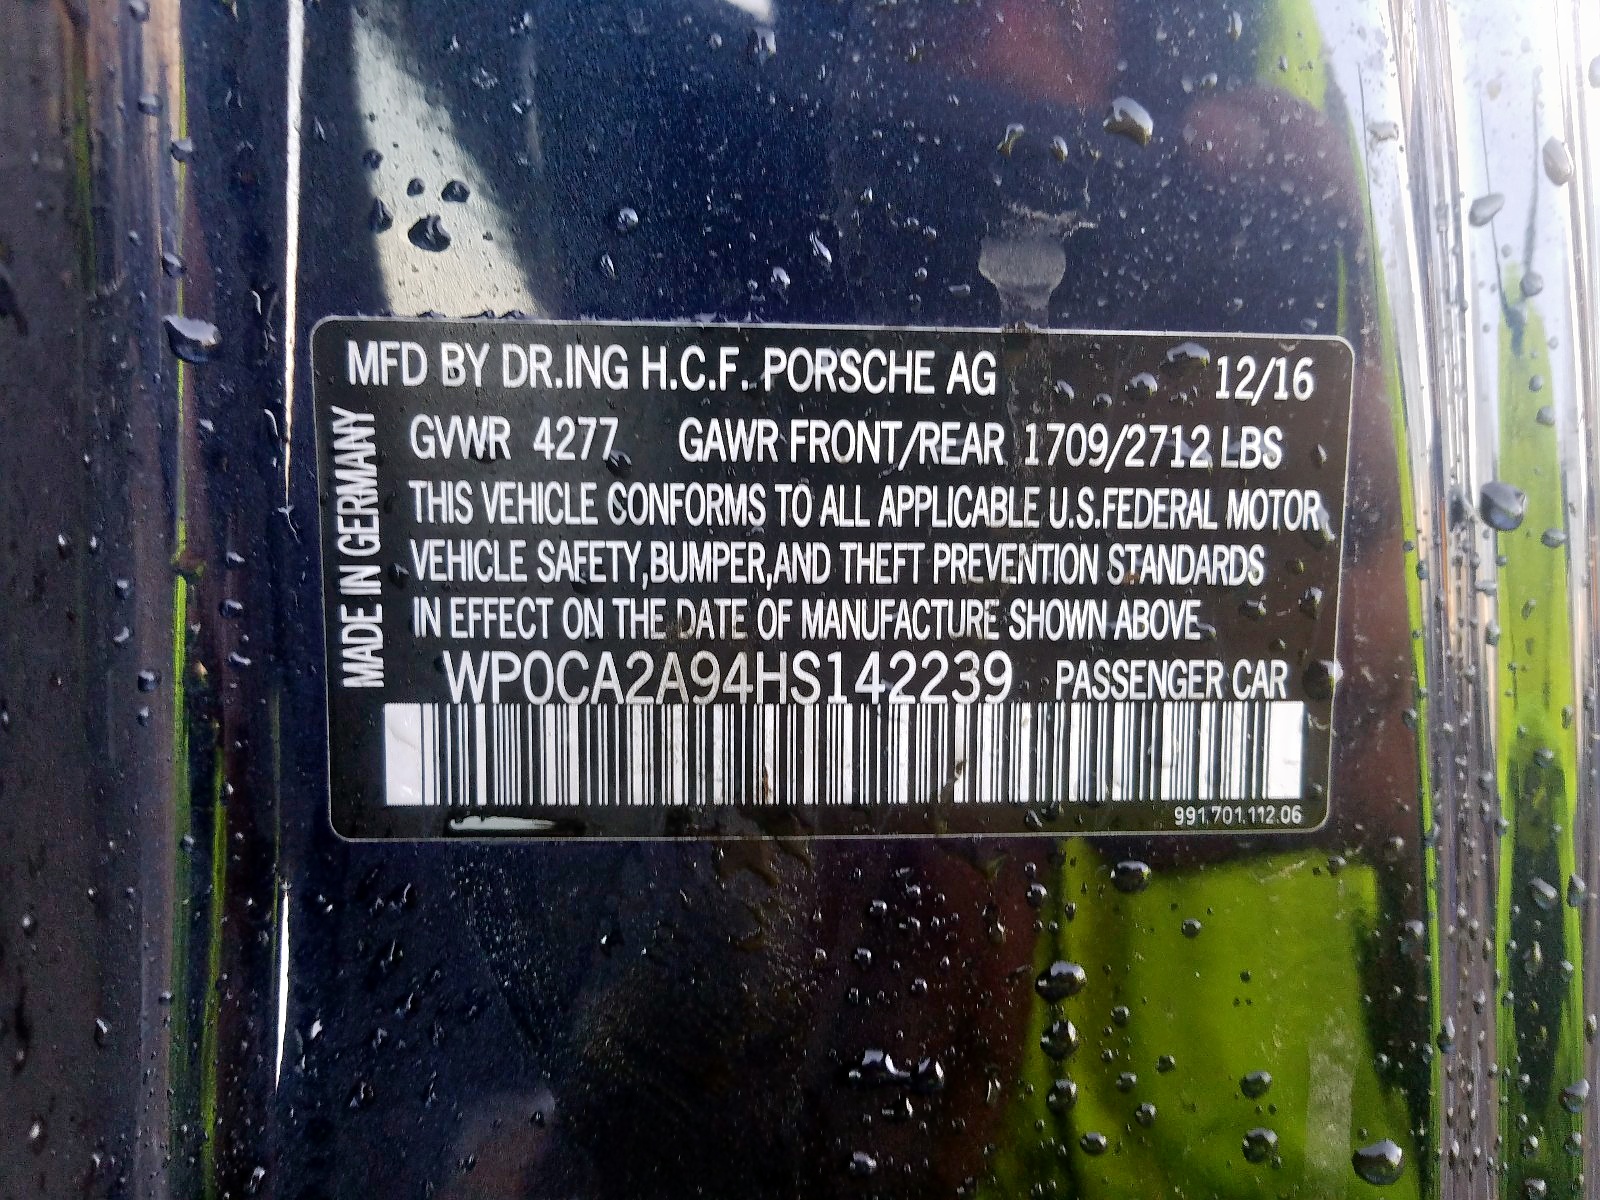 MFD BY DR.ING H.C.F. PORSCHE AG 12/16
GVWR 4277 GAWR FRONT/REAR 1709/2712 LBS
THIS VEHICLE CONFORMS TO ALL APPLICABLE U.S.FEDERAL MOTOR
VEHICLE SAFETY,BUMPER,AND THEFT PREVENTION STANDARDS
IN EFFECT ON THE DATE OF MANUFACTURE SHOWN ABOVE
WP0CA2A94HS142239 PASSENGER CAR
991.701.112.06
MADE IN GERMANY